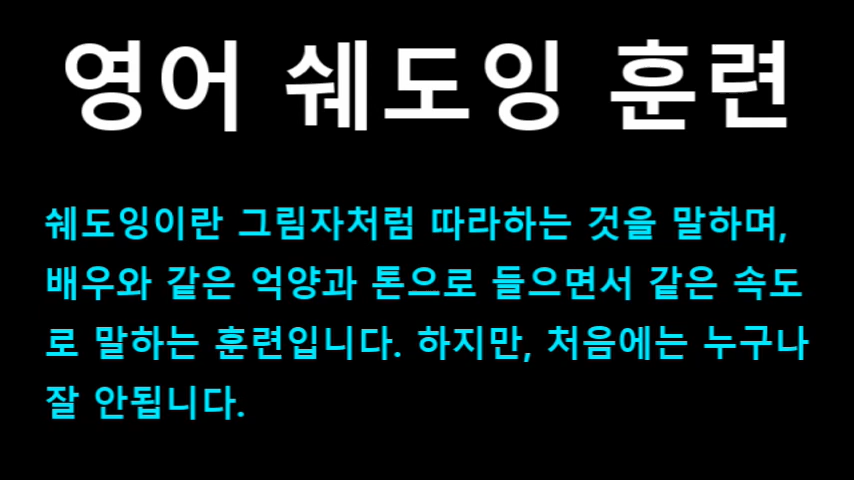 영어 쉐도잉 훈련
쉐도잉이란 그림자처럼 따라하는 것을 말하며,
배우와 같은 억양과 톤으로 들으면서 같은 속도
로 말하는 훈련입니다. 하지만, 처음에는 누구나
잘 안됩니다.